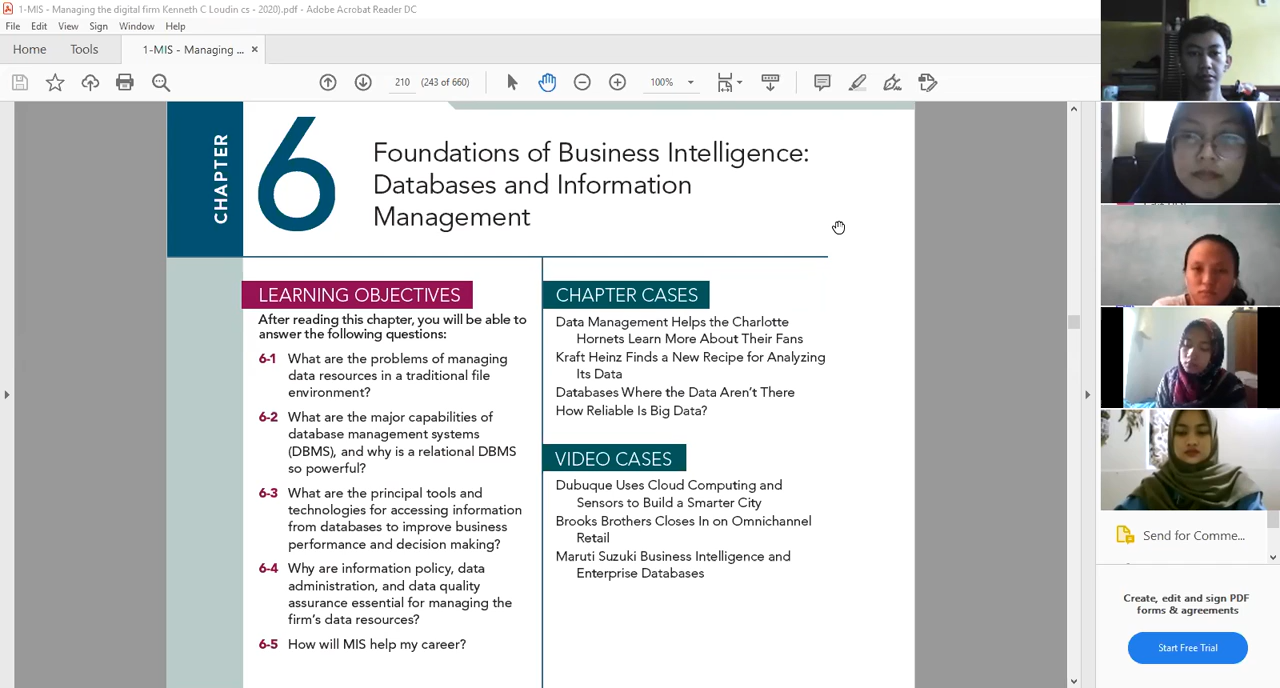 1-MIS - Managing the digital firm Kenneth C Loudin cs - 2020).pdf - Adobe Acrobat Reader DC
File Edit View Sign Window Help
Home Tools 1-MIS - Managing ... ×
210 (243 of 660) 100%
CHAPTER
6
Foundations of Business Intelligence:
Databases and Information
Management
LEARNING OBJECTIVES
After reading this chapter, you will be able to
answer the following questions:
6-1 What are the problems of managing
data resources in a traditional file
environment?
6-2 What are the major capabilities of
database management systems
(DBMS), and why is a relational DBMS
so powerful?
6-3 What are the principal tools and
technologies for accessing information
from databases to improve business
performance and decision making?
6-4 Why are information policy, data
administration, and data quality
assurance essential for managing the
firm's data resources?
6-5 How will MIS help my career?
CHAPTER CASES
Data Management Helps the Charlotte
Hornets Learn More About Their Fans
Kraft Heinz Finds a New Recipe for Analyzing
Its Data
Databases Where the Data Aren't There
How Reliable Is Big Data?
VIDEO CASES
Dubuque Uses Cloud Computing and
Sensors to Build a Smarter City
Brooks Brothers Closes In on Omnichannel
Retail
Maruti Suzuki Business Intelligence and
Enterprise Databases
Send for Comme...
Create, edit and sign PDF
forms & agreements
Start Free Trial